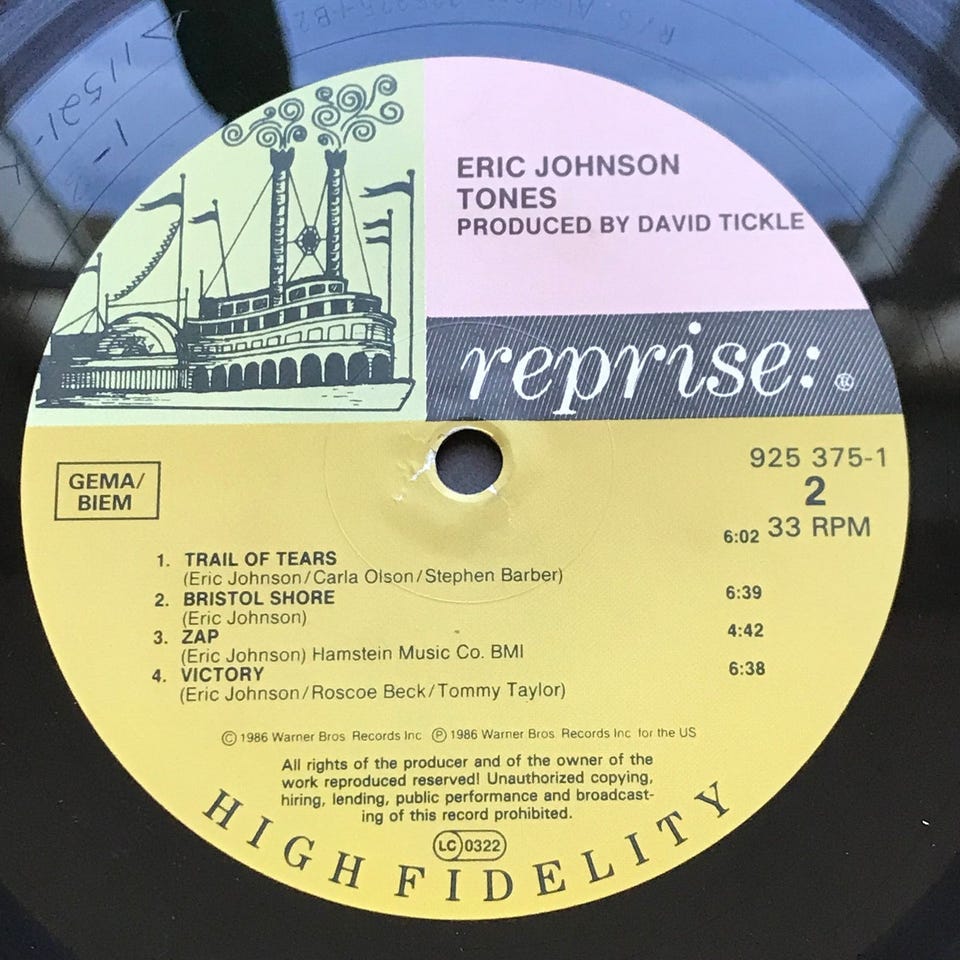 ERIC JOHNSON
TONES
PRODUCED BY DAVID TICKLE
reprise: ®
GEMA/
BIEM
925 375-1
2
33 RPM
1. TRAIL OF TEARS 6:02
(Eric Johnson/Carla Olson/Stephen Barber)
2. BRISTOL SHORE 6:39
(Eric Johnson)
3. ZAP 4:42
(Eric Johnson) Hamstein Music Co. BMI
4. VICTORY 6:38
(Eric Johnson/Roscoe Beck/Tommy Taylor)
© 1986 Warner Bros Records Inc ℗ 1986 Warner Bros Records Inc for the US
All rights of the producer and of the owner of the
work reproduced reserved! Unauthorized copying,
hiring, lending, public performance and broadcast-
ing of this record prohibited.
LC 0322
HIGH FIDELITY